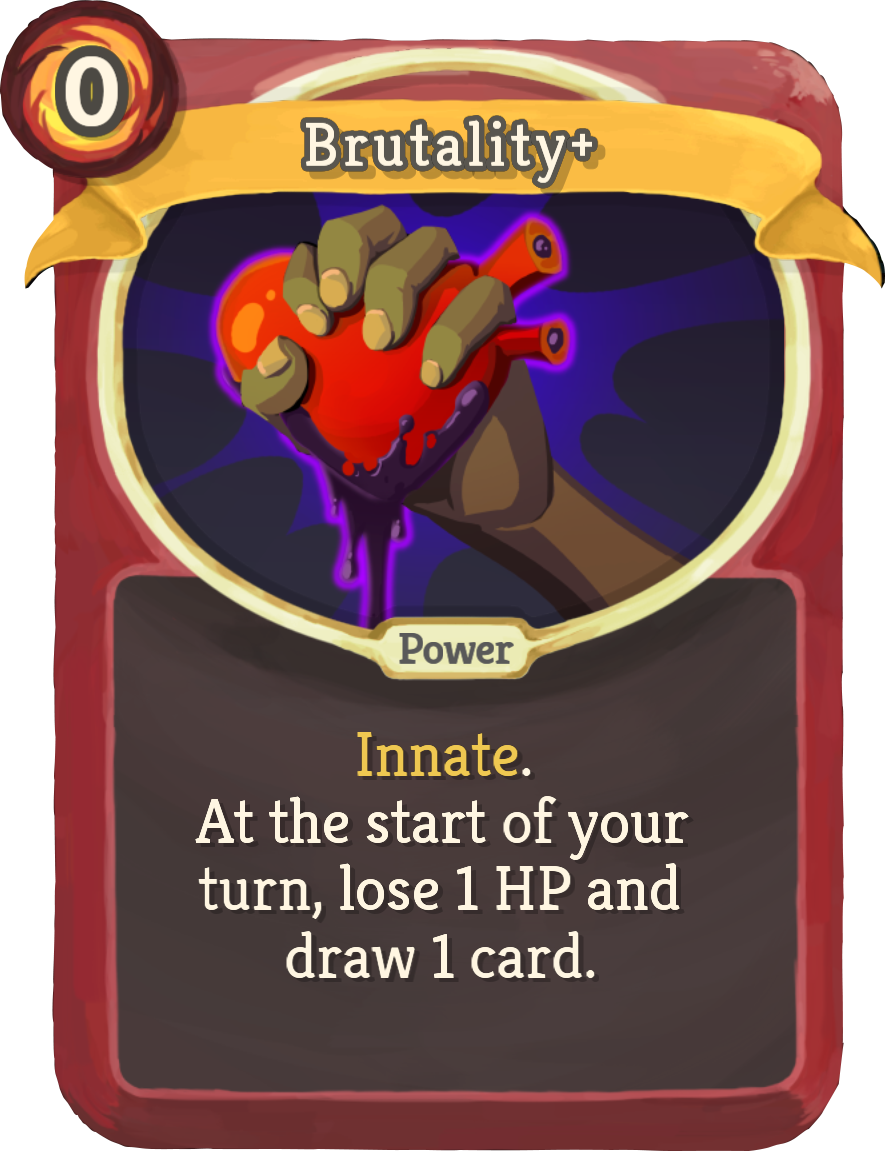 0
Brutality+
Power
Innate.
At the start of your
turn, lose 1 HP and
draw 1 card.